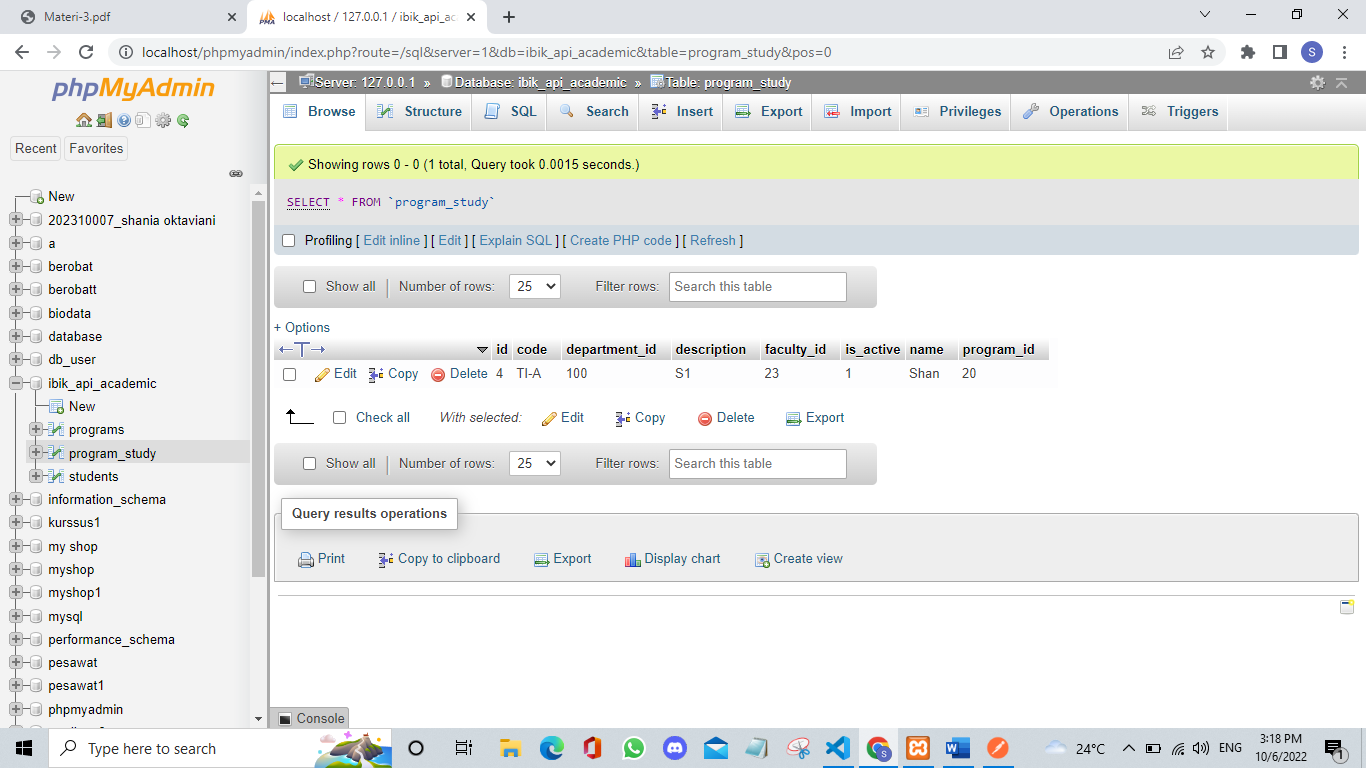 Materi-3.pdf
localhost / 127.0.0.1 / ibik_api_ac
localhost/phpmyadmin/index.php?route=/sql&server=1&db=ibik_api_academic&table=program_study&pos=0
S
phpMyAdmin
Recent
Favorites
New
202310007_shania oktaviani
a
berobat
berobatt
biodata
database
db_user
ibik_api_academic
New
programs
program_study
students
information_schema
kurssus1
my shop
myshop
myshop1
mysql
performance_schema
pesawat
pesawat1
phpmyadmin
Server: 127.0.0.1 » Database: ibik_api_academic » Table: program_study
Browse Structure SQL Search Insert Export Import Privileges Operations Triggers
Showing rows 0 - 0 (1 total, Query took 0.0015 seconds.)
SELECT * FROM `program_study`
Profiling [ Edit inline ] [ Edit ] [ Explain SQL ] [ Create PHP code ] [ Refresh ]
Show all Number of rows: 25 Filter rows: Search this table
+ Options
id code department_id description faculty_id is_active name program_id
Edit Copy Delete 4 TI-A 100 S1 23 1 Shan 20
Check all With selected: Edit Copy Delete Export
Show all Number of rows: 25 Filter rows: Search this table
Query results operations
Print Copy to clipboard Export Display chart Create view
Console
Type here to search
24°C
ENG
3:18 PM
10/6/2022
1